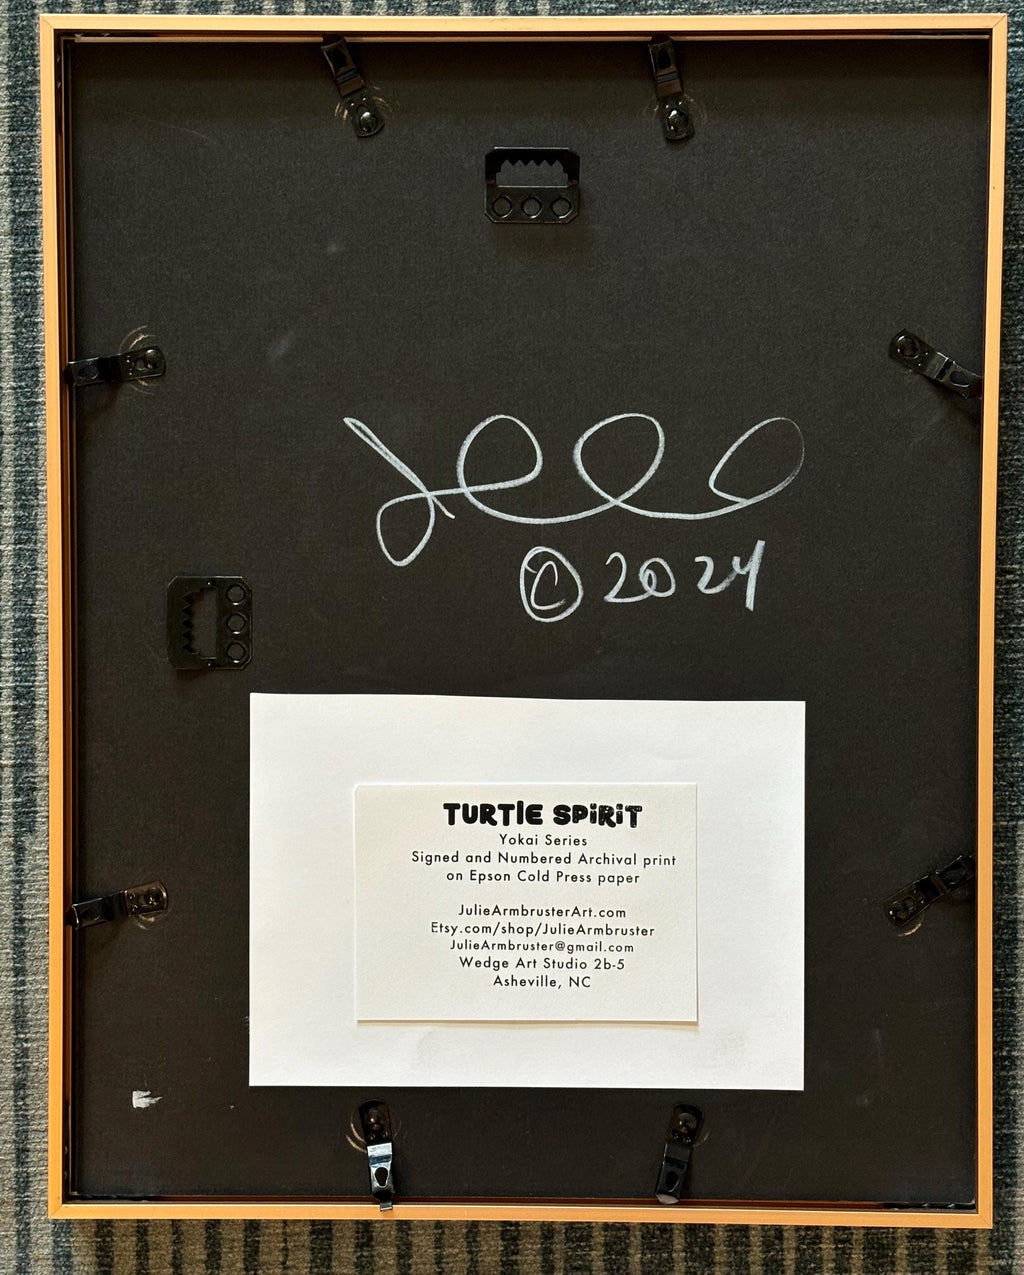 © 2024
TURTlE SPiRiT
Yokai Series
Signed and Numbered Archival print
on Epson Cold Press paper
JulieArmbrusterArt.com
Etsy.com/shop/JulieArmbruster
JulieArmbruster@gmail.com
Wedge Art Studio 2b-5
Asheville, NC